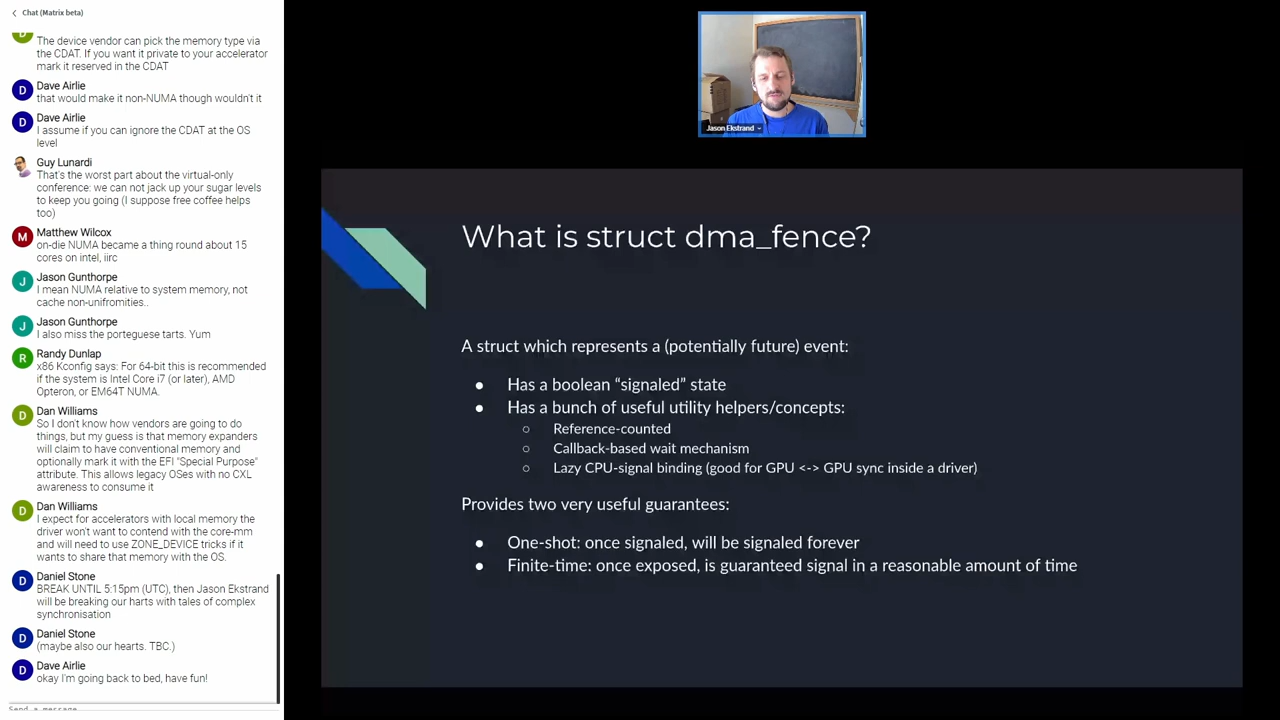 Chat (Matrix beta)
D
The device vendor can pick the memory type via
the CDAT. If you want it private to your accelerator
mark it reserved in the CDAT
D
Dave Airlie
that would make it non-NUMA though wouldn't it
D
Dave Airlie
I assume if you can ignore the CDAT at the OS
level
Guy Lunardi
That's the worst part about the virtual-only
conference: we can not jack up your sugar levels
to keep you going (I suppose free coffee helps
too)
M
Matthew Wilcox
on-die NUMA became a thing round about 15
cores on intel, iirc
J
Jason Gunthorpe
I mean NUMA relative to system memory, not
cache non-unifromities..
J
Jason Gunthorpe
I also miss the porteguese tarts. Yum
R
Randy Dunlap
x86 Kconfig says: For 64-bit this is recommended
if the system is Intel Core i7 (or later), AMD
Opteron, or EM64T NUMA.
D
Dan Williams
So I don't know how vendors are going to do
things, but my guess is that memory expanders
will claim to have conventional memory and
optionally mark it with the EFI "Special Purpose"
attribute. This allows legacy OSes with no CXL
awareness to consume it
D
Dan Williams
I expect for accelerators with local memory the
driver won't want to contend with the core-mm
and will need to use ZONE_DEVICE tricks if it
wants to share that memory with the OS.
D
Daniel Stone
BREAK UNTIL 5:15pm (UTC), then Jason Ekstrand
will be breaking our harts with tales of complex
synchronisation
D
Daniel Stone
(maybe also our hearts. TBC.)
D
Dave Airlie
okay I'm going back to bed, have fun!
Send a message
Jason Ekstrand
What is struct dma_fence?
A struct which represents a (potentially future) event:
● Has a boolean “signaled” state
● Has a bunch of useful utility helpers/concepts:
○ Reference-counted
○ Callback-based wait mechanism
○ Lazy CPU-signal binding (good for GPU <-> GPU sync inside a driver)
Provides two very useful guarantees:
● One-shot: once signaled, will be signaled forever
● Finite-time: once exposed, is guaranteed signal in a reasonable amount of time